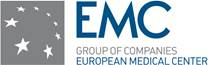 EMC
GROUP OF COMPANIES
EUROPEAN MEDICAL CENTER